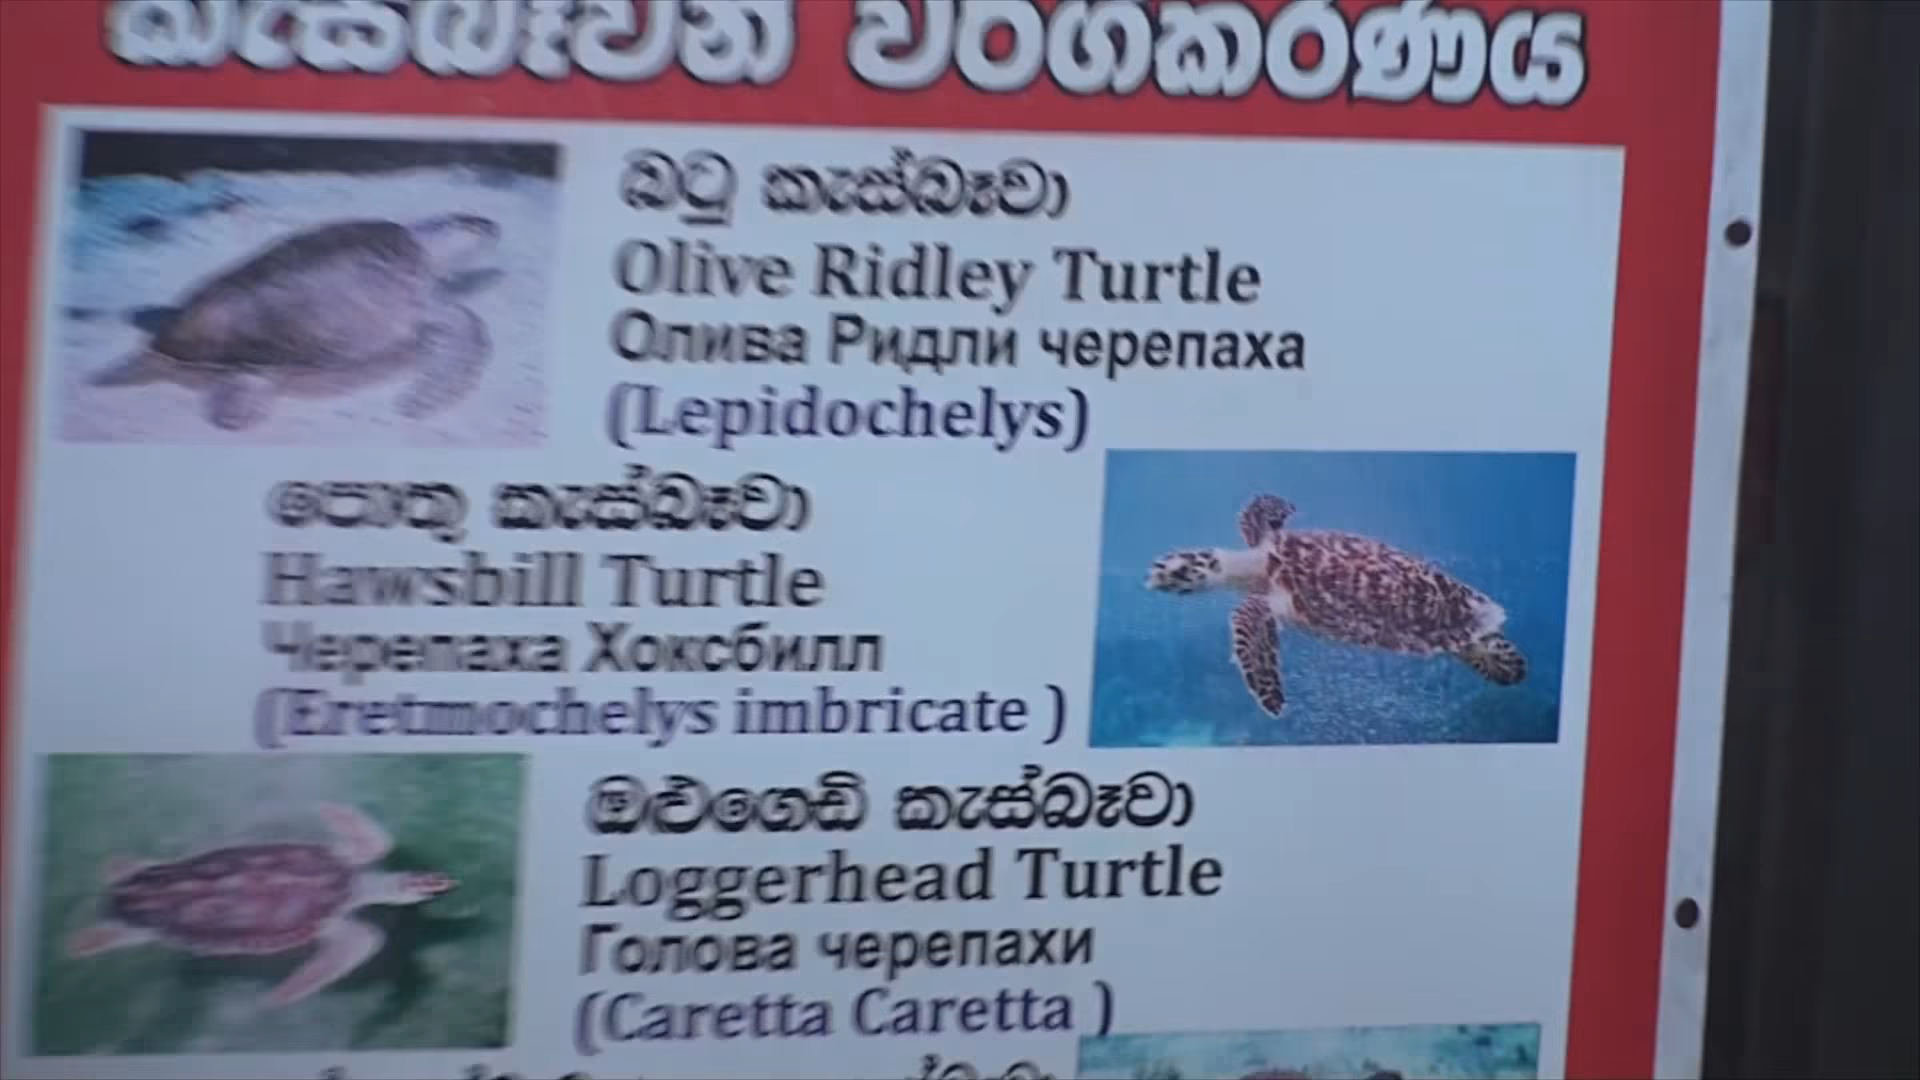 කැස්බෑවන් වර්ගීකරණය
බටු කැස්බෑවා
Olive Ridley Turtle
Олива Ридли черепаха
(Lepidochelys)
පොතු කැස්බෑවා
Hawsbill Turtle
Черепаха Хоксбилл
(Eretmochelys imbricate )
ඔළුගෙඩි කැස්බෑවා
Loggerhead Turtle
Голова черепахи
(Caretta Caretta )